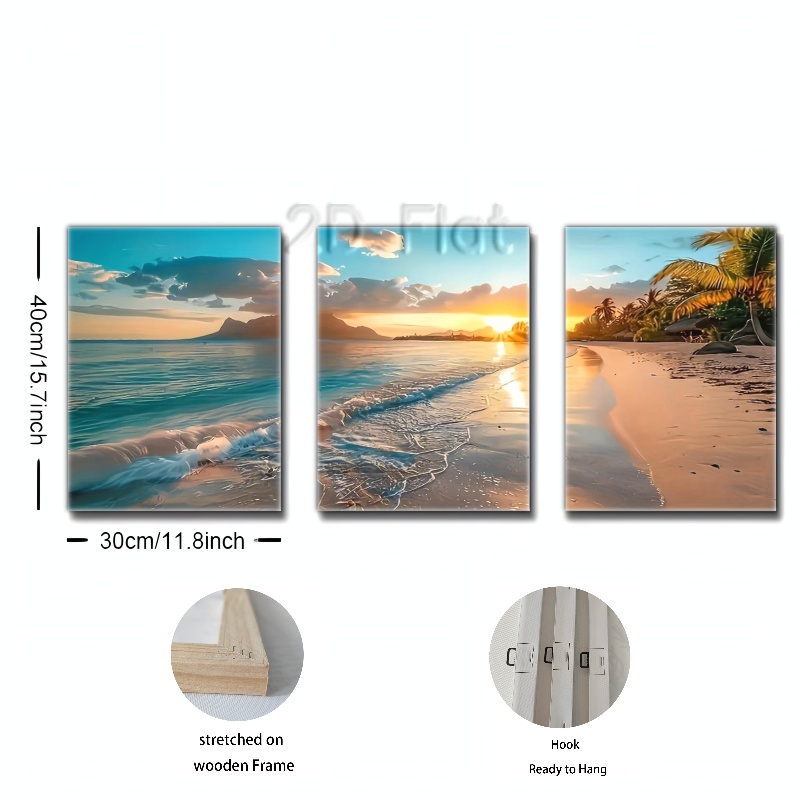 2D Flat
40cm/15.7inch
30cm/11.8inch
stretched on
wooden Frame
Hook
Ready to Hang